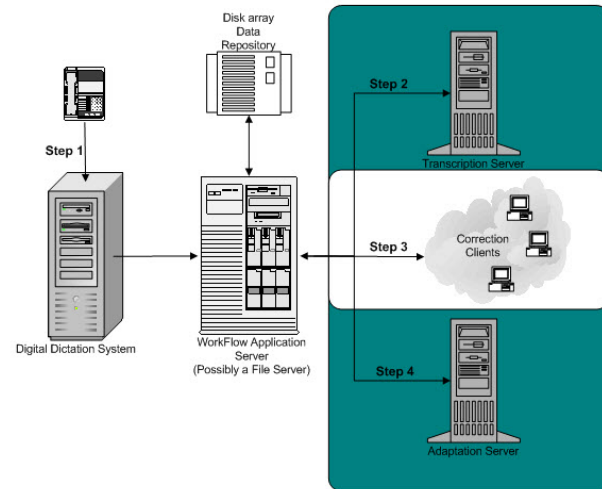 Disk array
Data
Repository
Step 1
Step 2
Transcription Server
Step 3
Correction
Clients
Digital Dictation System
WorkFlow Application
Server
(Possibly a File Server)
Step 4
Adaptation Server